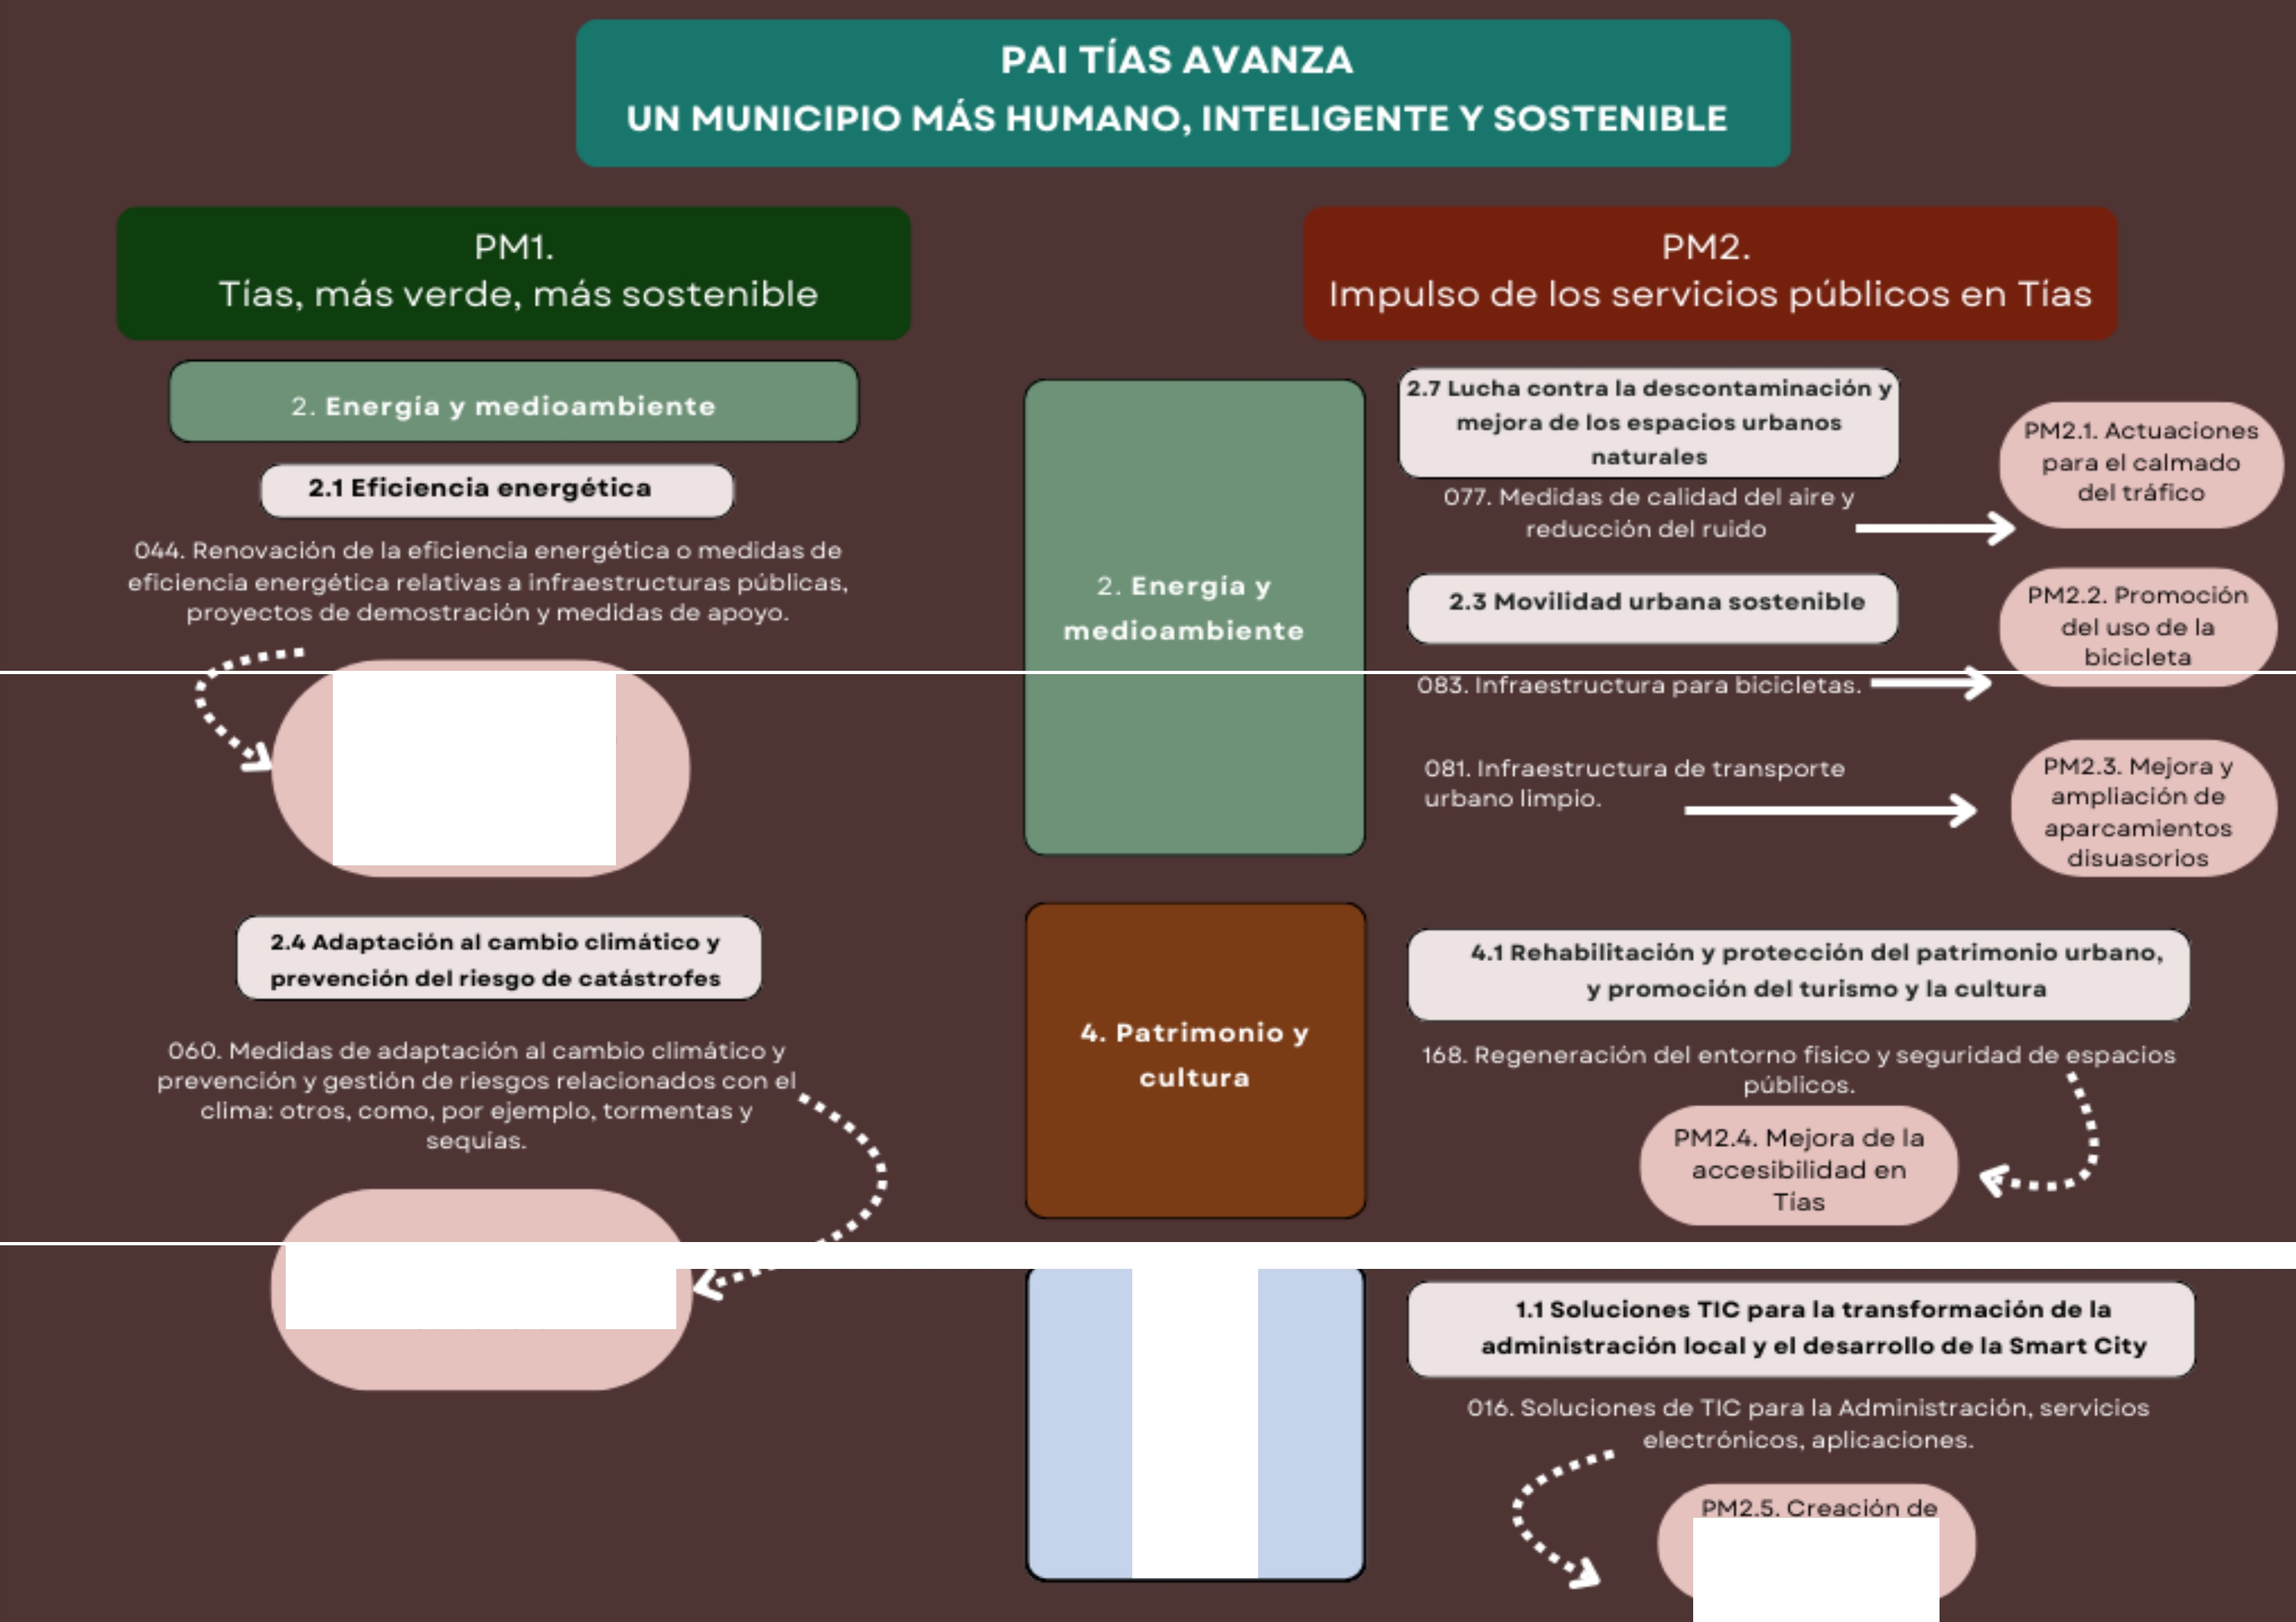 PAI TÍAS AVANZA
UN MUNICIPIO MÁS HUMANO, INTELIGENTE Y SOSTENIBLE
PM1.
Tías, más verde, más sostenible
2. Energía y medioambiente
2.1 Eficiencia energética
044. Renovación de la eficiencia energética o medidas de
eficiencia energética relativas a infraestructuras públicas,
proyectos de demostración y medidas de apoyo.
2.4 Adaptación al cambio climático y
prevención del riesgo de catástrofes
060. Medidas de adaptación al cambio climático y
prevención y gestión de riesgos relacionados con el
clima: otros, como, por ejemplo, tormentas y
sequías.
PM2.
Impulso de los servicios públicos en Tías
2. Energía y
medioambiente
2.7 Lucha contra la descontaminación y
mejora de los espacios urbanos
naturales
077. Medidas de calidad del aire y
reducción del ruido
PM2.1. Actuaciones
para el calmado
del tráfico
2.3 Movilidad urbana sostenible
083. Infraestructura para bicicletas.
PM2.2. Promoción
del uso de la
bicicleta
081. Infraestructura de transporte
urbano limpio.
PM2.3. Mejora y
ampliación de
aparcamientos
disuasorios
4. Patrimonio y
cultura
4.1 Rehabilitación y protección del patrimonio urbano,
y promoción del turismo y la cultura
168. Regeneración del entorno físico y seguridad de espacios
públicos.
PM2.4. Mejora de la
accesibilidad en
Tías
1.1 Soluciones TIC para la transformación de la
administración local y el desarrollo de la Smart City
016. Soluciones de TIC para la Administración, servicios
electrónicos, aplicaciones.
PM2.5. Creación de